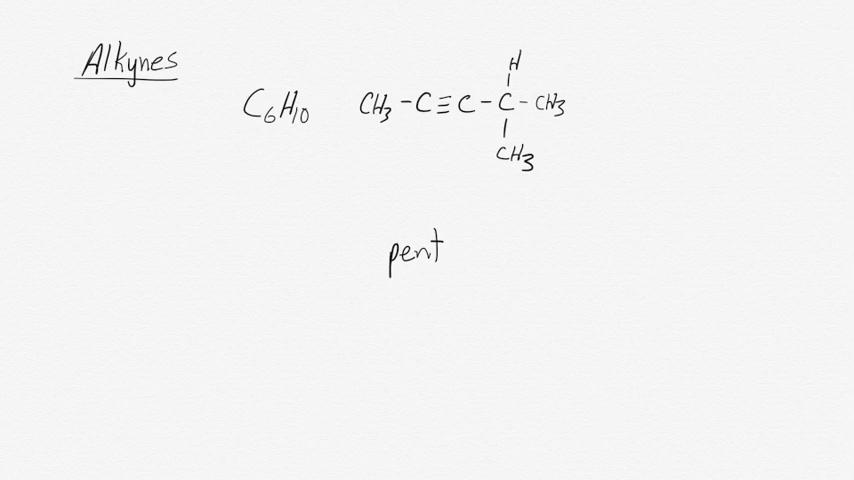 Alkynes
H
C6H10 CH3 - C ≡ C - C - CH3
CH3
pent